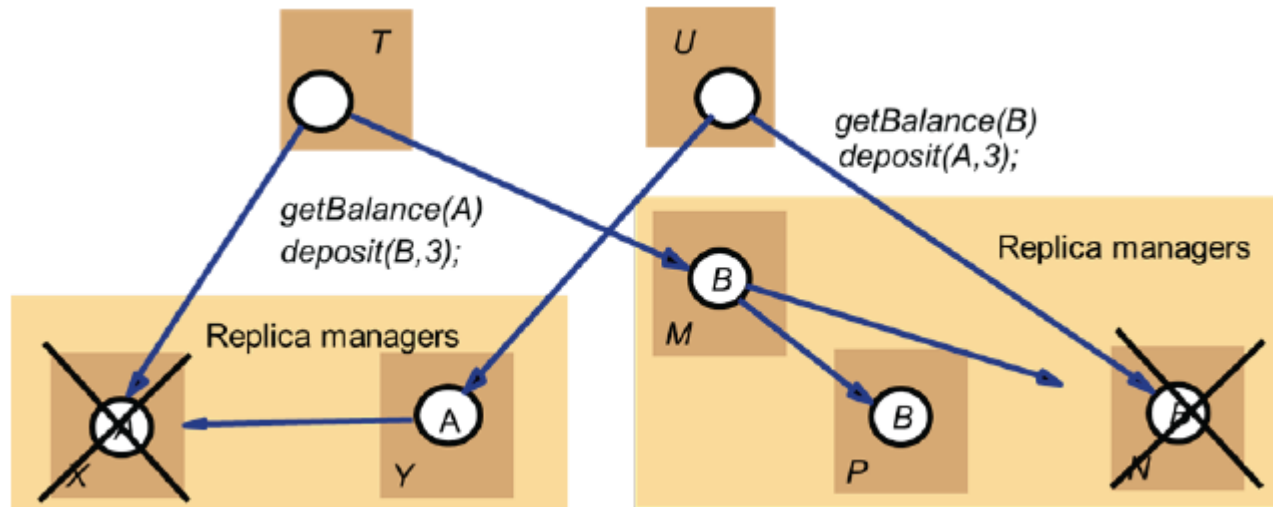 T
U
getBalance(B)
deposit(A,3);
getBalance(A)
deposit(B,3);
Replica managers
B
M
Replica managers
A
X
A
Y
B
P
B
N